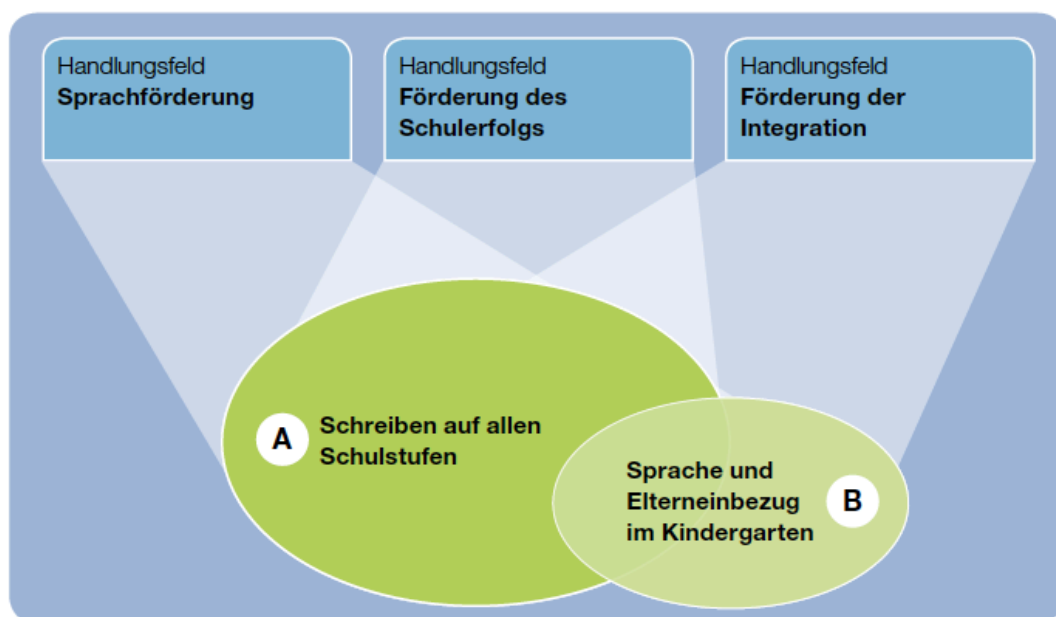 Handlungsfeld
Sprachförderung
Handlungsfeld
Förderung des
Schulerfolgs
Handlungsfeld
Förderung der
Integration
A
Schreiben auf allen
Schulstufen
Sprache und
Elterneinbezug
im Kindergarten
B